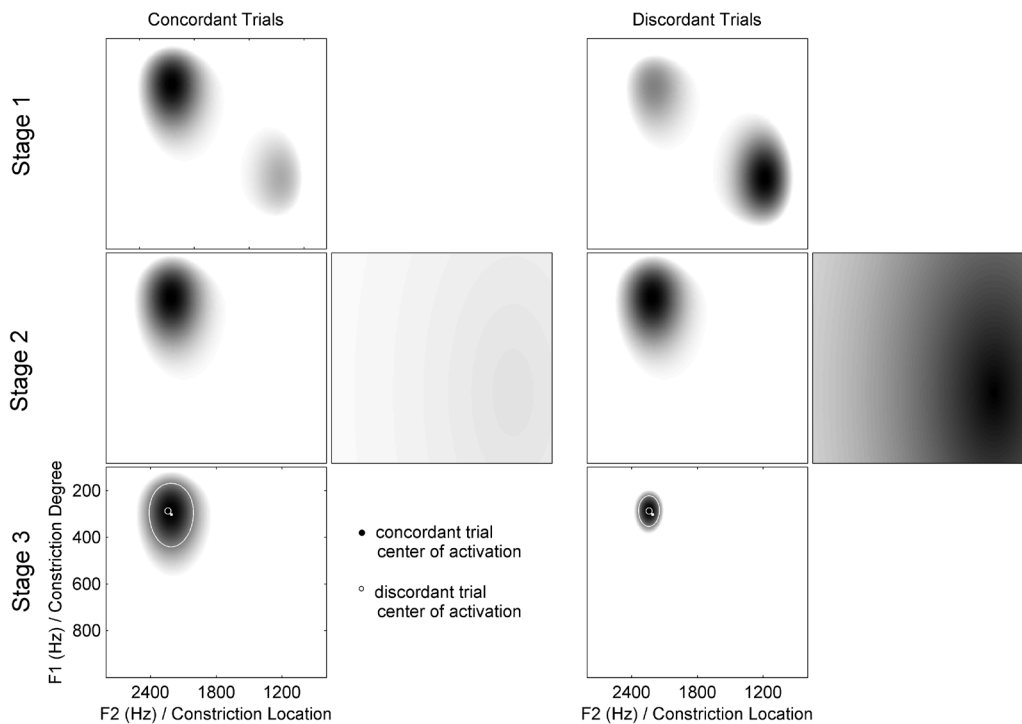 Concordant Trials
Discordant Trials
Stage 1
Stage 2
Stage 3
F1 (Hz) / Constriction Degree
200
400
600
800
concordant trial
center of activation
discordant trial
center of activation
2400 1800 1200
F2 (Hz) / Constriction Location
2400 1800 1200
F2 (Hz) / Constriction Location